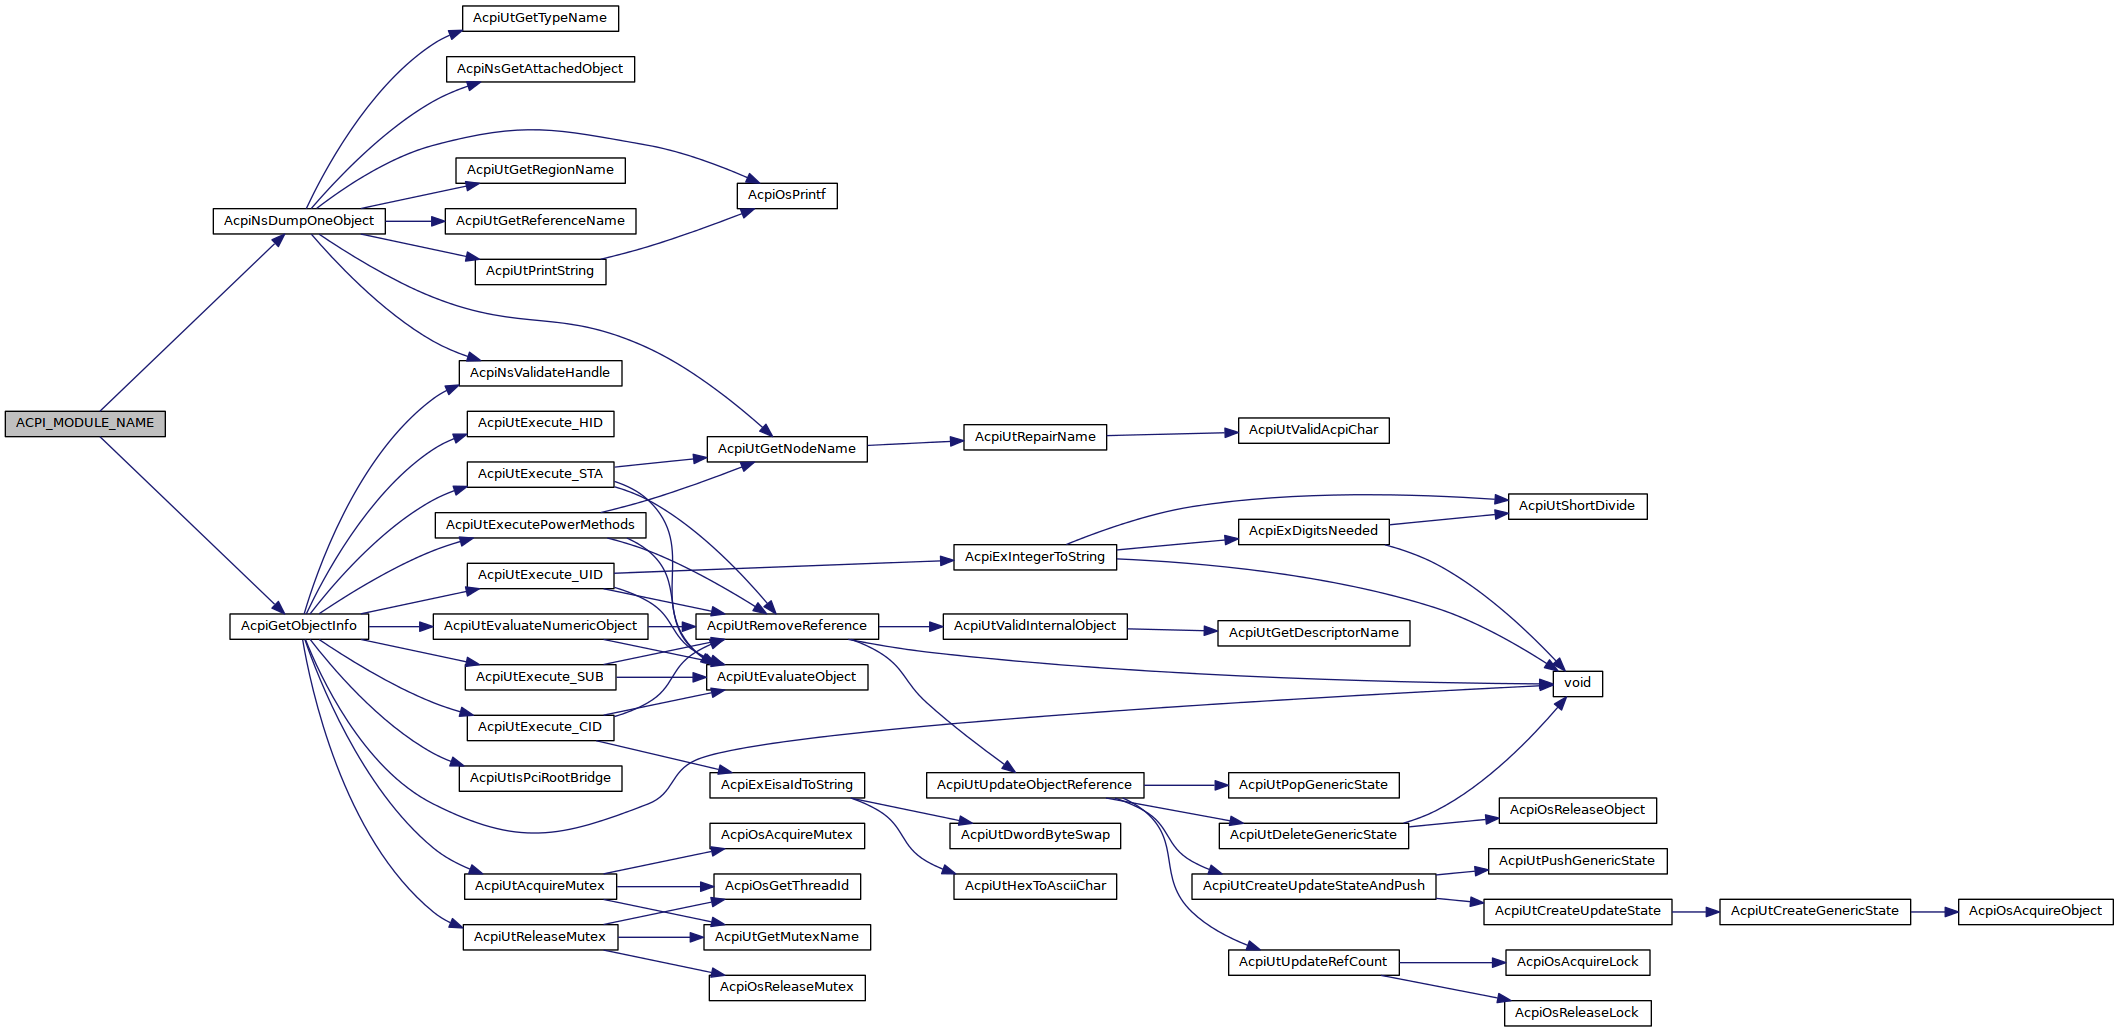 AcpiUtGetTypeName
AcpiNsGetAttachedObject
AcpiUtGetRegionName
AcpiOsPrintf
AcpiNsDumpOneObject
AcpiUtGetReferenceName
AcpiUtPrintString
AcpiNsValidateHandle
ACPI_MODULE_NAME
AcpiUtExecute_HID
AcpiUtGetNodeName
AcpiUtRepairName
AcpiUtValidAcpiChar
AcpiUtExecute_STA
AcpiUtExecutePowerMethods
AcpiUtShortDivide
AcpiExDigitsNeeded
AcpiExIntegerToString
AcpiUtExecute_UID
AcpiGetObjectInfo
AcpiUtEvaluateNumericObject
AcpiUtRemoveReference
AcpiUtValidInternalObject
AcpiUtGetDescriptorName
AcpiUtExecute_SUB
AcpiUtEvaluateObject
void
AcpiUtExecute_CID
AcpiUtIsPciRootBridge
AcpiExEisaIdToString
AcpiUtUpdateObjectReference
AcpiUtPopGenericState
AcpiOsReleaseObject
AcpiOsAcquireMutex
AcpiUtDwordByteSwap
AcpiUtDeleteGenericState
AcpiUtPushGenericState
AcpiUtAcquireMutex
AcpiOsGetThreadId
AcpiUtHexToAsciiChar
AcpiUtCreateUpdateStateAndPush
AcpiUtCreateUpdateState
AcpiUtCreateGenericState
AcpiOsAcquireObject
AcpiUtReleaseMutex
AcpiUtGetMutexName
AcpiUtUpdateRefCount
AcpiOsAcquireLock
AcpiOsReleaseMutex
AcpiOsReleaseLock